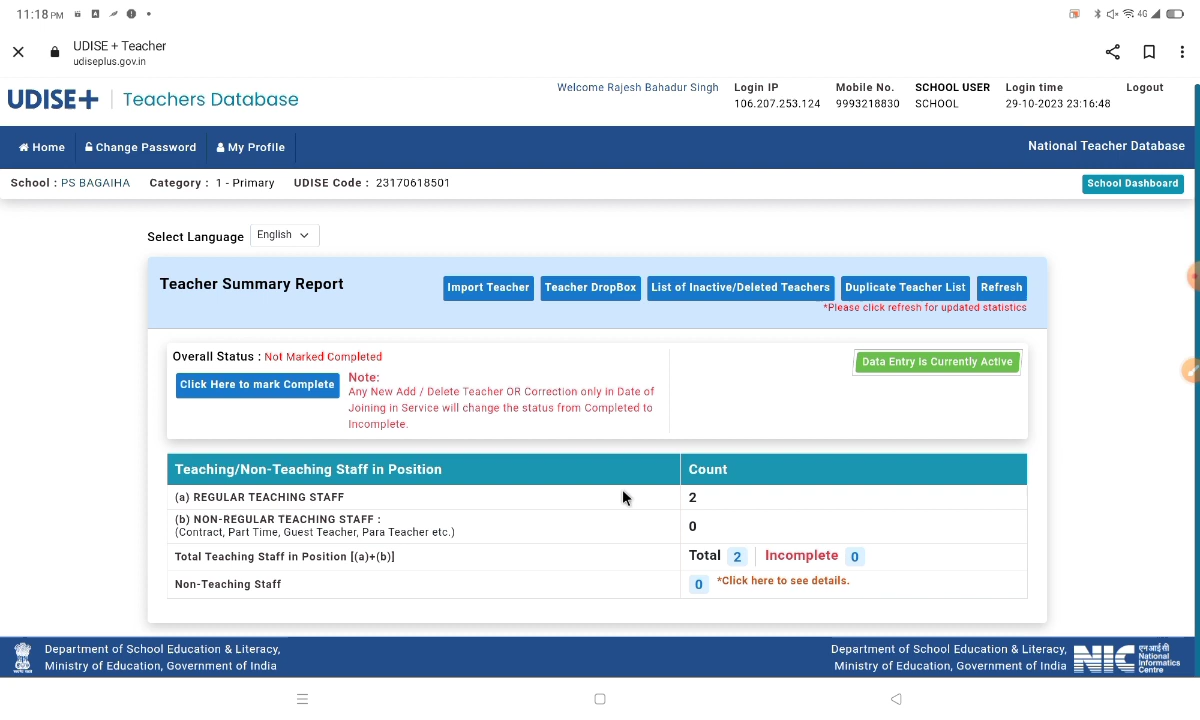 11:18 PM
4G
UDISE + Teacher
udiseplus.gov.in
UDISE+ Teachers Database
Welcome Rajesh Bahadur Singh
Login IP
106.207.253.124
Mobile No.
9993218830
SCHOOL USER
SCHOOL
Login time
29-10-2023 23:16:48
Logout
Home Change Password My Profile National Teacher Database
School : PS BAGAIHA Category : 1 - Primary UDISE Code : 23170618501 School Dashboard
Select Language English
Teacher Summary Report Import Teacher Teacher DropBox List of Inactive/Deleted Teachers Duplicate Teacher List Refresh
*Please click refresh for updated statistics
Overall Status : Not Marked Completed
Data Entry is Currently Active
Click Here to mark Complete
Note:
Any New Add / Delete Teacher OR Correction only in Date of
Joining in Service will change the status from Completed to
Incomplete.
Teaching/Non-Teaching Staff in Position Count
(a) REGULAR TEACHING STAFF 2
(b) NON-REGULAR TEACHING STAFF :
(Contract, Part Time, Guest Teacher, Para Teacher etc.) 0
Total Teaching Staff in Position [(a)+(b)] Total 2 Incomplete 0
Non-Teaching Staff 0 *Click here to see details.
Department of School Education & Literacy,
Ministry of Education, Government of India
Department of School Education & Literacy,
Ministry of Education, Government of India
NIC
एन आई सी
National
Informatics
Centre